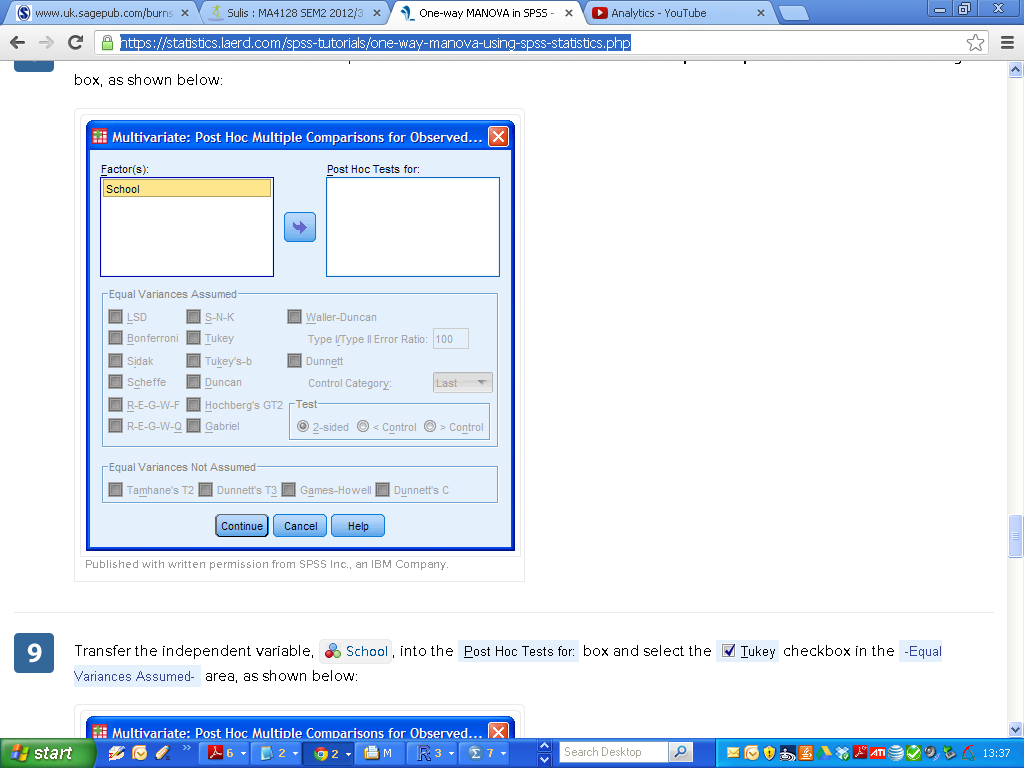 www.uk.sagepub.com/burns
Sulis : MA4128 SEM2 2012/3
One-way MANOVA in SPSS -
Analytics - YouTube
https://statistics.laerd.com/spss-tutorials/one-way-manova-using-spss-statistics.php
box, as shown below:
Multivariate: Post Hoc Multiple Comparisons for Observed...
Factor(s):
Post Hoc Tests for:
School
Equal Variances Assumed
LSD
S-N-K
Waller-Duncan
Bonferroni
Tukey
Type I/Type II Error Ratio:
100
Sidak
Tukey's-b
Dunnett
Scheffe
Duncan
Control Category:
Last
R-E-G-W-F
Hochberg's GT2
Test
R-E-G-W-Q
Gabriel
2-sided
< Control
> Control
Equal Variances Not Assumed
Tamhane's T2
Dunnett's T3
Games-Howell
Dunnett's C
Continue
Cancel
Help
Published with written permission from SPSS Inc., an IBM Company.
9
Transfer the independent variable, School, into the Post Hoc Tests for: box and select the Tukey checkbox in the -Equal
Variances Assumed- area, as shown below:
Multivariate: Post Hoc Multiple Comparisons for Observed...
start
6
2
2
M
R 3
Σ 7
Search Desktop
13:37